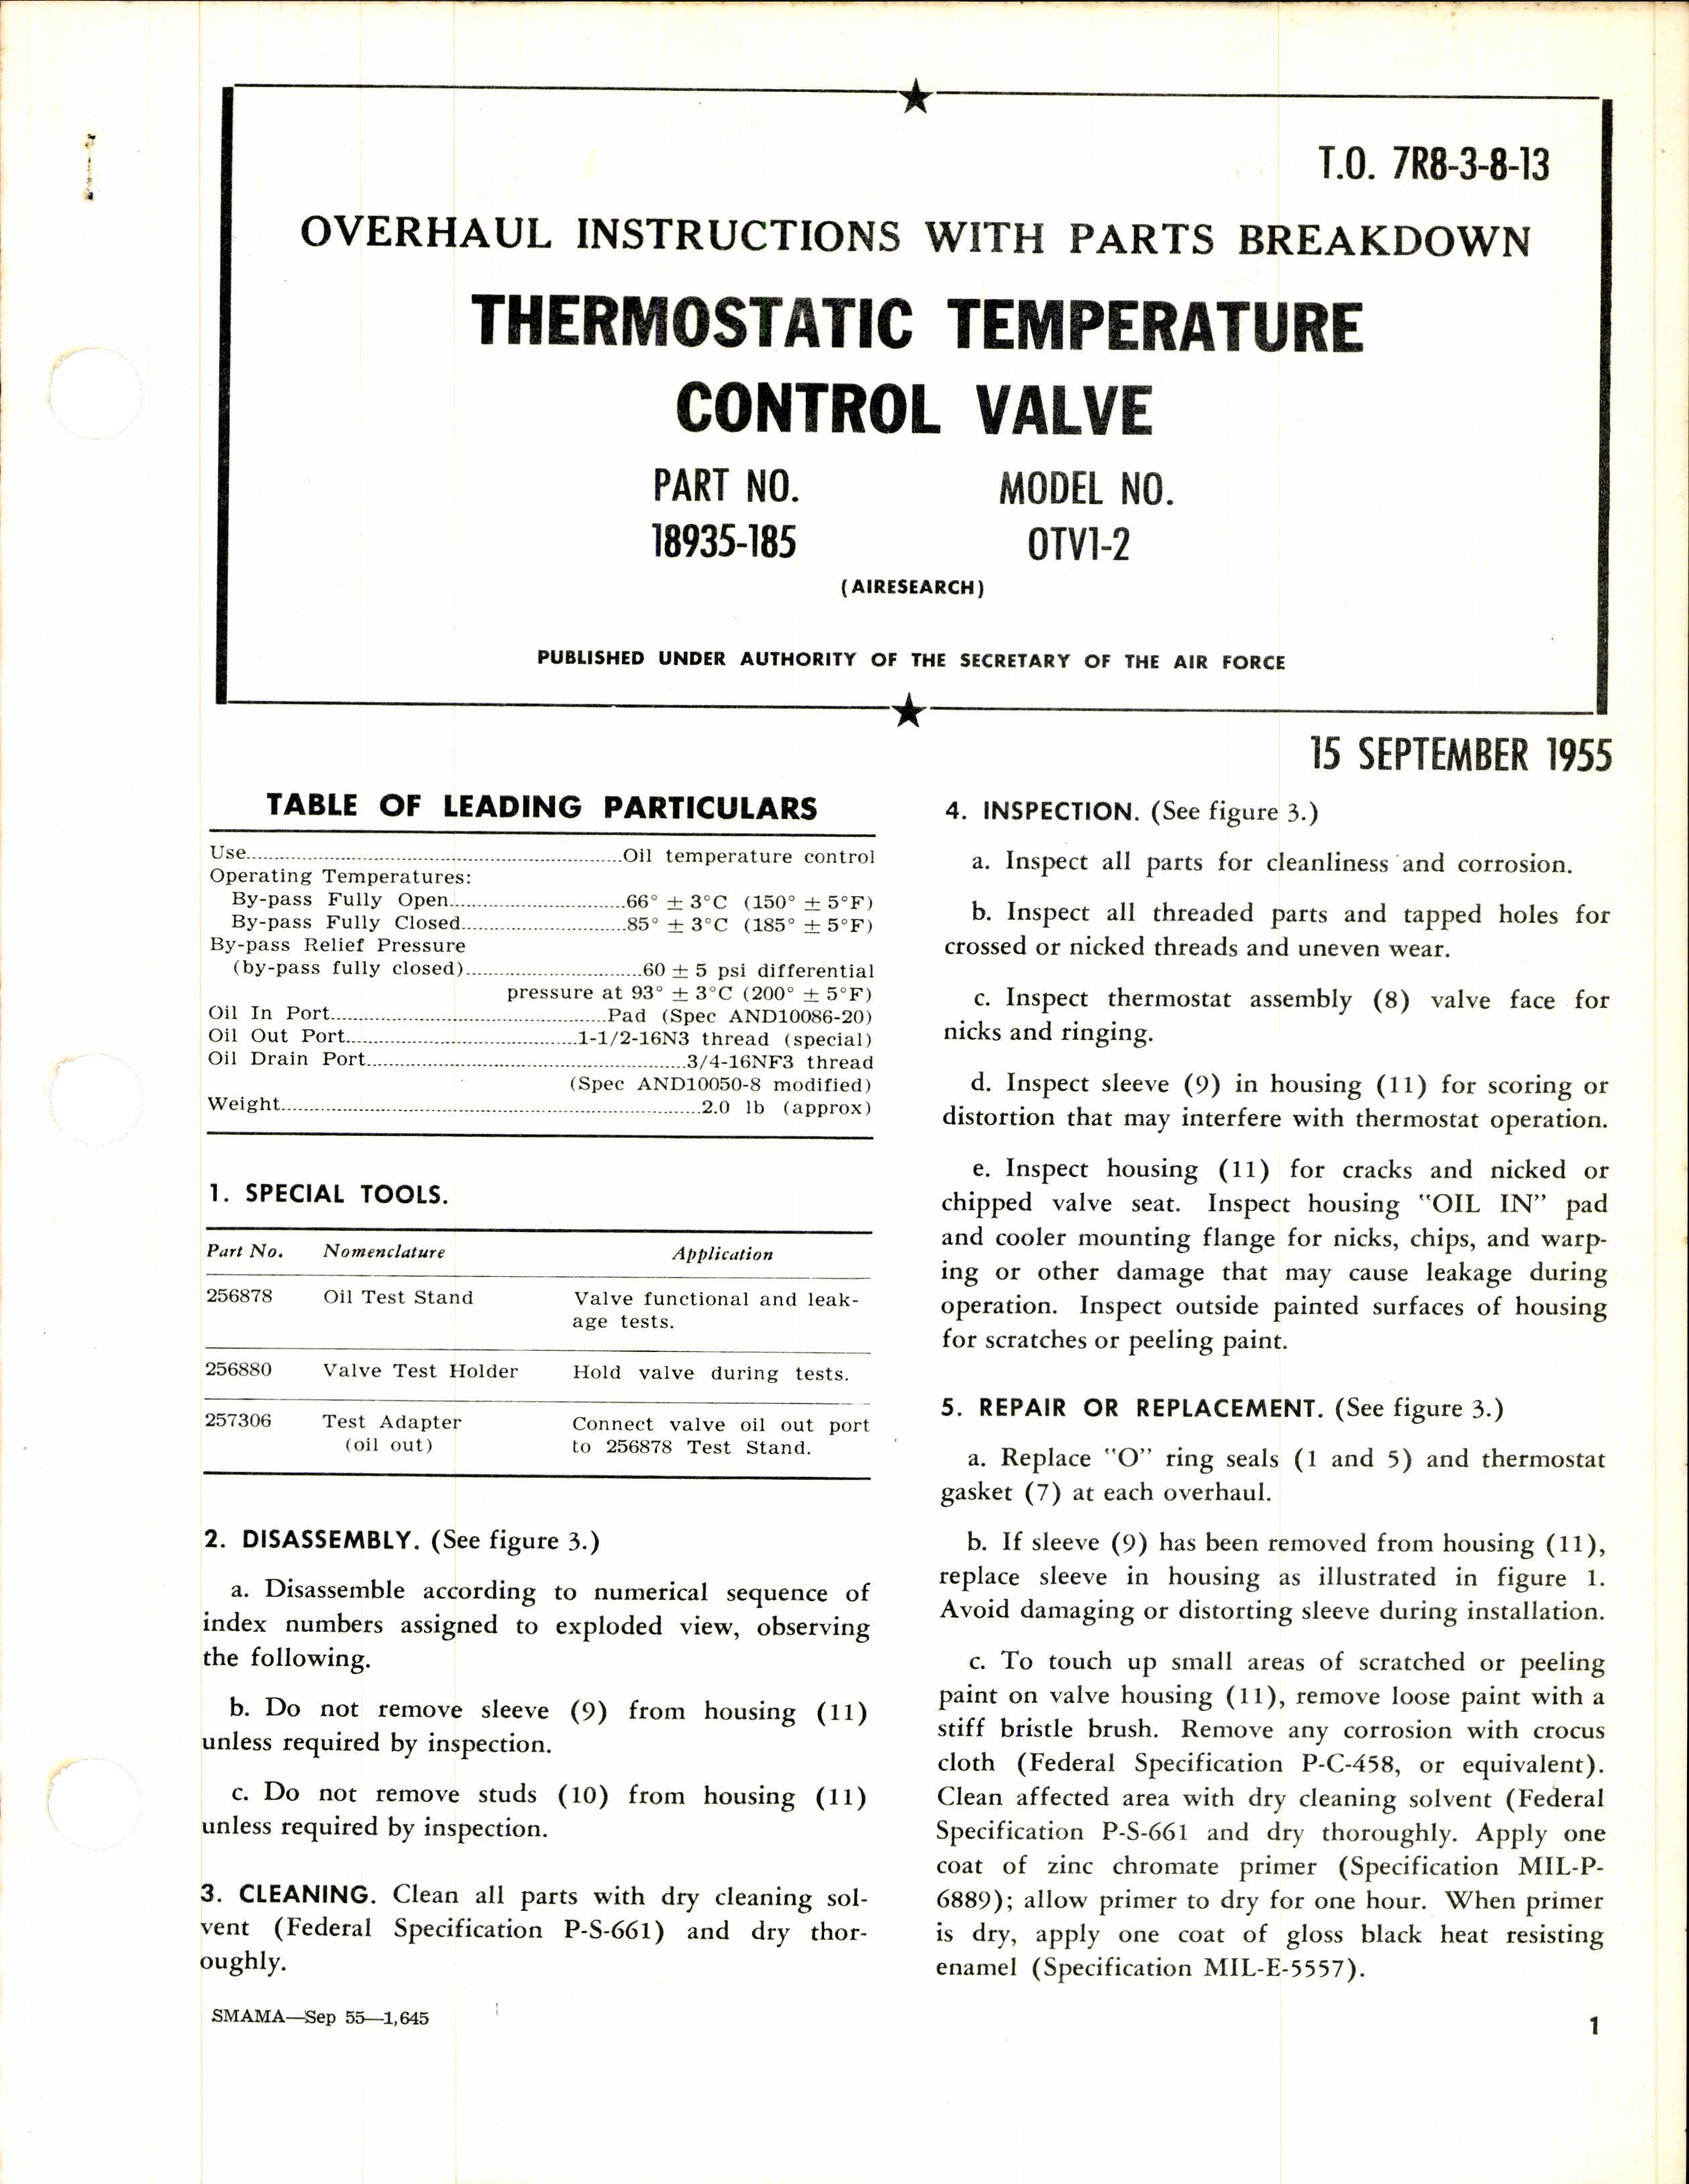 T.O. 7R8-3-8-13
OVERHAUL INSTRUCTIONS WITH PARTS BREAKDOWN
THERMOSTATIC TEMPERATURE
CONTROL VALVE
PART NO. MODEL NO.
18935-185 OTV1-2
(AIRESEARCH)
PUBLISHED UNDER AUTHORITY OF THE SECRETARY OF THE AIR FORCE
15 SEPTEMBER 1955
TABLE OF LEADING PARTICULARS
Use..........Oil temperature control
Operating Temperatures:
By-pass Fully Open..........66° ± 3°C (150° ± 5°F)
By-pass Fully Closed..........85° ± 3°C (185° ± 5°F)
By-pass Relief Pressure
(by-pass fully closed)..........60 ± 5 psi differential
pressure at 93° ± 3°C (200° ± 5°F)
Oil In Port..........Pad (Spec AND10086-20)
Oil Out Port..........1-1/2-16N3 thread (special)
Oil Drain Port..........3/4-16NF3 thread
(Spec AND10050-8 modified)
Weight..........2.0 lb (approx)
1. SPECIAL TOOLS.
Part No. Nomenclature Application
256878 Oil Test Stand Valve functional and leak-
age tests.
256880 Valve Test Holder Hold valve during tests.
257306 Test Adapter Connect valve oil out port
(oil out) to 256878 Test Stand.
2. DISASSEMBLY. (See figure 3.)
a. Disassemble according to numerical sequence of
index numbers assigned to exploded view, observing
the following.
b. Do not remove sleeve (9) from housing (11)
unless required by inspection.
c. Do not remove studs (10) from housing (11)
unless required by inspection.
3. CLEANING. Clean all parts with dry cleaning sol-
vent (Federal Specification P-S-661) and dry thor-
oughly.
4. INSPECTION. (See figure 3.)
a. Inspect all parts for cleanliness and corrosion.
b. Inspect all threaded parts and tapped holes for
crossed or nicked threads and uneven wear.
c. Inspect thermostat assembly (8) valve face for
nicks and ringing.
d. Inspect sleeve (9) in housing (11) for scoring or
distortion that may interfere with thermostat operation.
e. Inspect housing (11) for cracks and nicked or
chipped valve seat. Inspect housing "OIL IN" pad
and cooler mounting flange for nicks, chips, and warp-
ing or other damage that may cause leakage during
operation. Inspect outside painted surfaces of housing
for scratches or peeling paint.
5. REPAIR OR REPLACEMENT. (See figure 3.)
a. Replace "O" ring seals (1 and 5) and thermostat
gasket (7) at each overhaul.
b. If sleeve (9) has been removed from housing (11),
replace sleeve in housing as illustrated in figure 1.
Avoid damaging or distorting sleeve during installation.
c. To touch up small areas of scratched or peeling
paint on valve housing (11), remove loose paint with a
stiff bristle brush. Remove any corrosion with crocus
cloth (Federal Specification P-C-458, or equivalent).
Clean affected area with dry cleaning solvent (Federal
Specification P-S-661 and dry thoroughly. Apply one
coat of zinc chromate primer (Specification MIL-P-
6889); allow primer to dry for one hour. When primer
is dry, apply one coat of gloss black heat resisting
enamel (Specification MIL-E-5557).
SMAMA—Sep 55—1,645
1